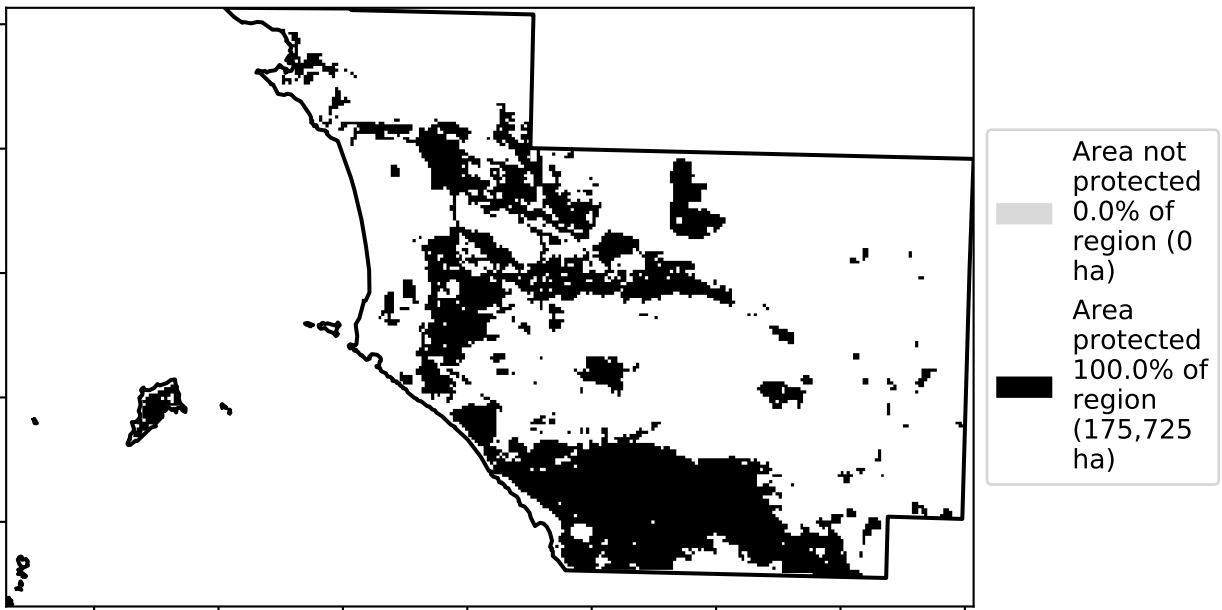 Area not
protected
0.0% of
region (0
ha)
Area
protected
100.0% of
region
(175,725
ha)